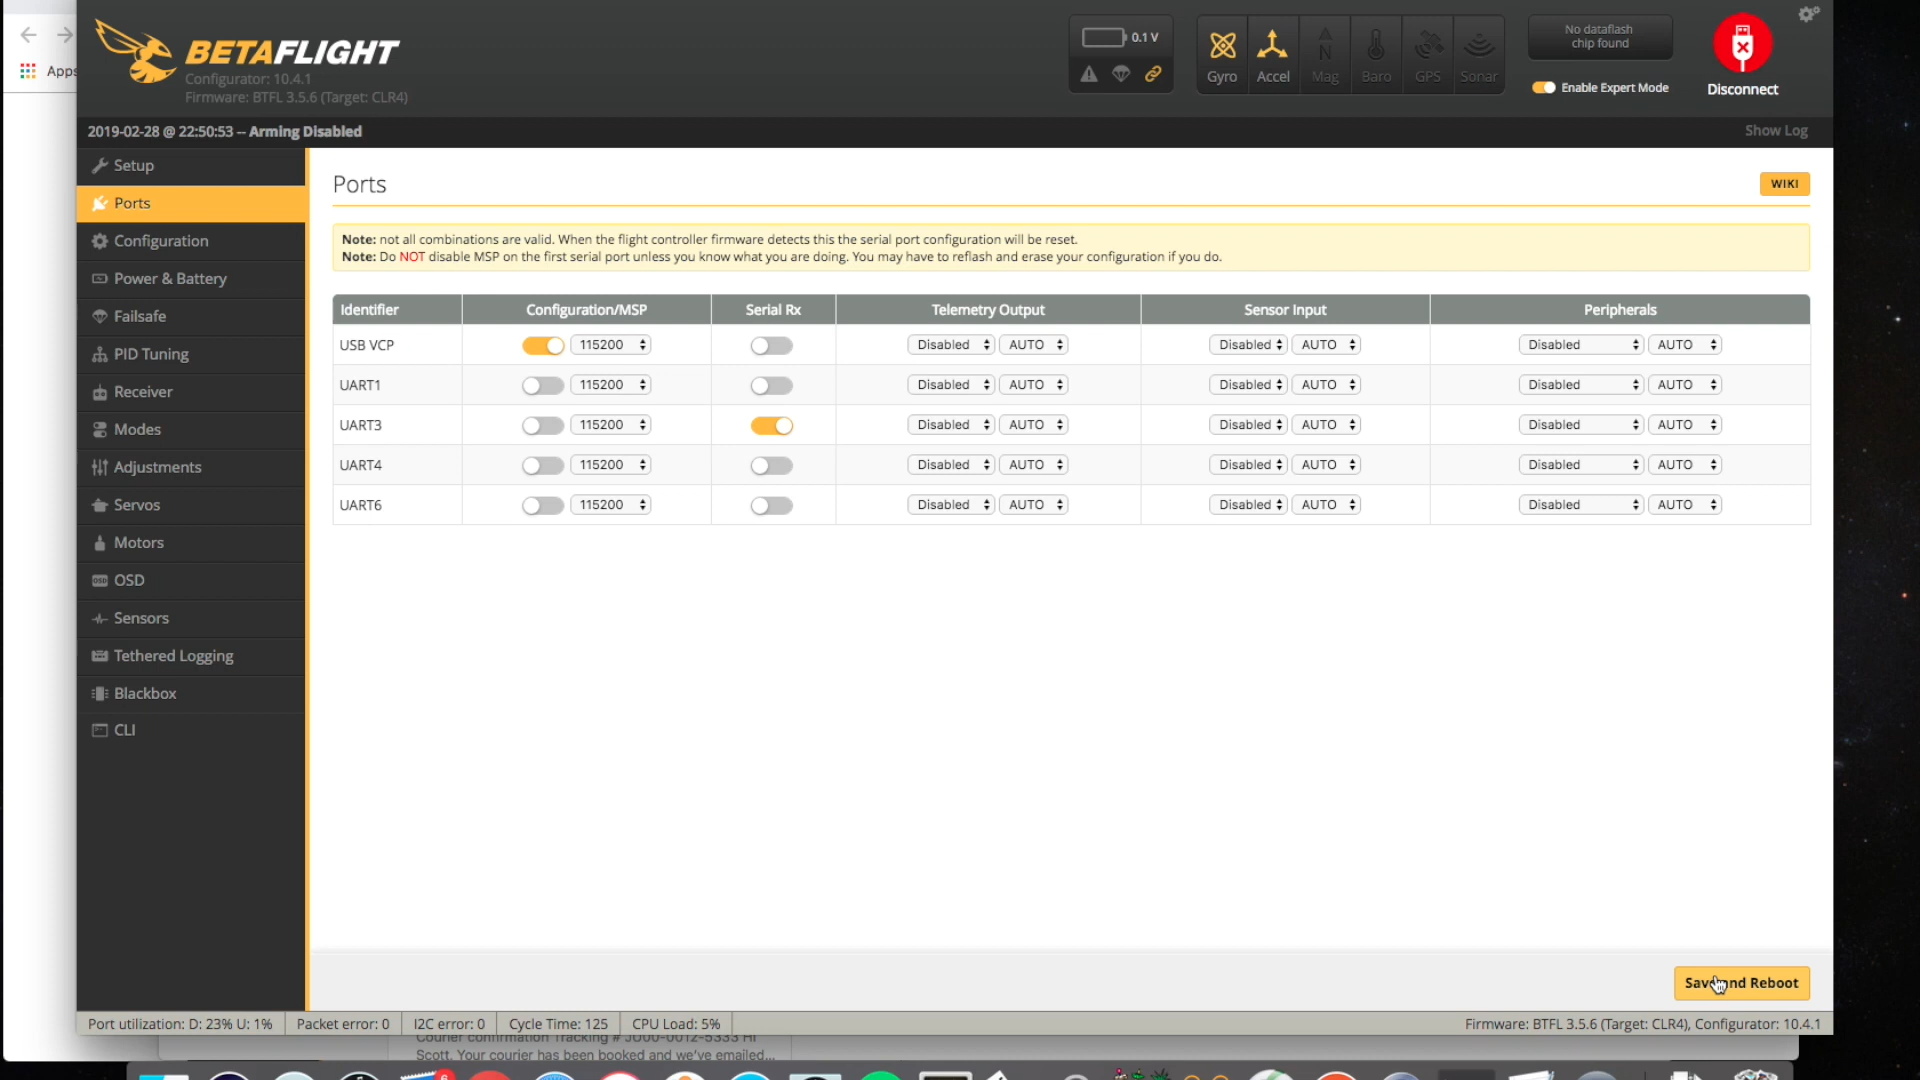 Apps
BETAFLIGHT
Configurator: 10.4.1
Firmware: BTFL 3.5.6 (Target: CLR4)
0.1 V
Gyro
Accel
Mag
Baro
GPS
Sonar
No dataflash
chip found
Enable Expert Mode
Disconnect
2019-02-28 @ 22:50:53 -- Arming Disabled
Show Log
Setup
Ports
Configuration
Power & Battery
Failsafe
PID Tuning
Receiver
Modes
Adjustments
Servos
Motors
OSD
Sensors
Tethered Logging
Blackbox
CLI
Ports
WIKI
Note: not all combinations are valid. When the flight controller firmware detects this the serial port configuration will be reset.
Note: Do NOT disable MSP on the first serial port unless you know what you are doing. You may have to reflash and erase your configuration if you do.
Identifier Configuration/MSP Serial Rx Telemetry Output Sensor Input Peripherals
USB VCP 115200 Disabled AUTO Disabled AUTO Disabled AUTO
UART1 115200 Disabled AUTO Disabled AUTO Disabled AUTO
UART3 115200 Disabled AUTO Disabled AUTO Disabled AUTO
UART4 115200 Disabled AUTO Disabled AUTO Disabled AUTO
UART6 115200 Disabled AUTO Disabled AUTO Disabled AUTO
Save and Reboot
Port utilization: D: 23% U: 1% Packet error: 0 I2C error: 0 Cycle Time: 125 CPU Load: 5% Firmware: BTFL 3.5.6 (Target: CLR4), Configurator: 10.4.1
Courier confirmation Tracking # JO00-0012-5333 Hi
Scott, Your courier has been booked and we've emailed...